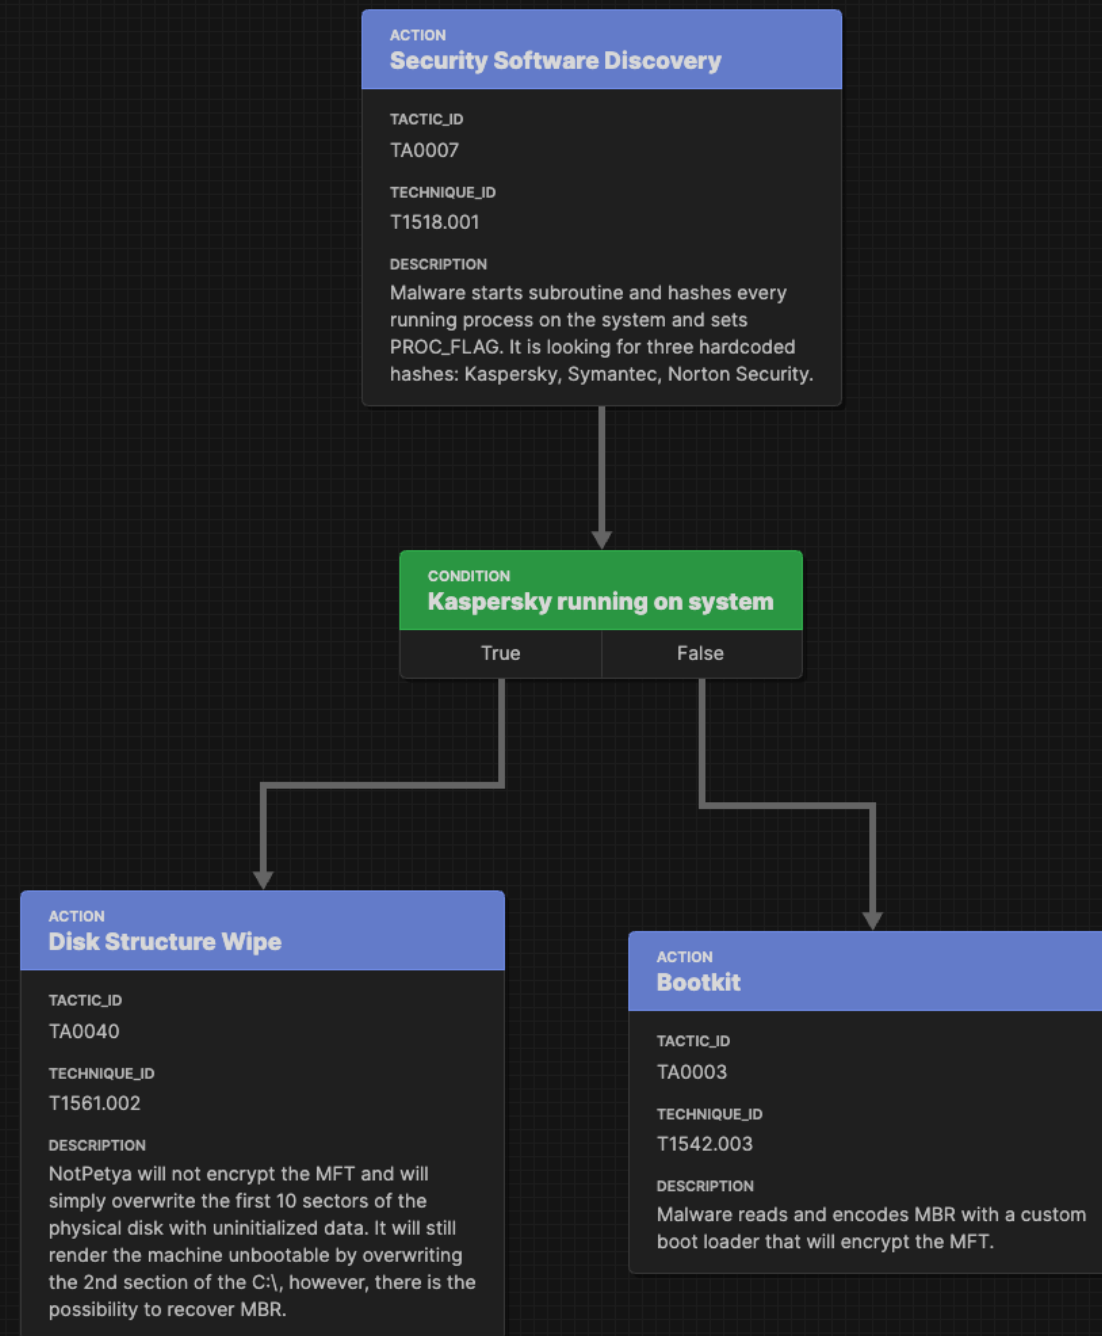 ACTION
Security Software Discovery
TACTIC_ID
TA0007
TECHNIQUE_ID
T1518.001
DESCRIPTION
Malware starts subroutine and hashes every
running process on the system and sets
PROC_FLAG. It is looking for three hardcoded
hashes: Kaspersky, Symantec, Norton Security.
CONDITION
Kaspersky running on system
True
False
ACTION
Disk Structure Wipe
TACTIC_ID
TA0040
TECHNIQUE_ID
T1561.002
DESCRIPTION
NotPetya will not encrypt the MFT and will
simply overwrite the first 10 sectors of the
physical disk with uninitialized data. It will still
render the machine unbootable by overwriting
the 2nd section of the C:\, however, there is the
possibility to recover MBR.
ACTION
Bootkit
TACTIC_ID
TA0003
TECHNIQUE_ID
T1542.003
DESCRIPTION
Malware reads and encodes MBR with a custom
boot loader that will encrypt the MFT.